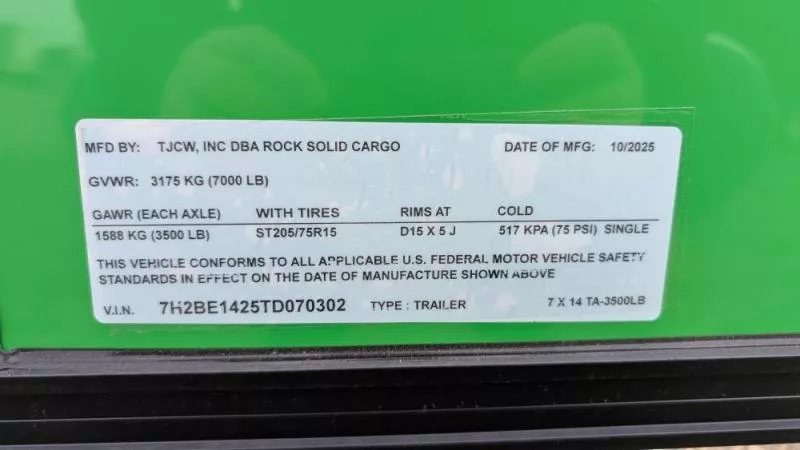 MFD BY: TJCW, INC DBA ROCK SOLID CARGO DATE OF MFG: 10/2025
GVWR: 3175 KG (7000 LB)
GAWR (EACH AXLE) WITH TIRES RIMS AT COLD
1588 KG (3500 LB) ST205/75R15 D15 X 5 J 517 KPA (75 PSI) SINGLE
THIS VEHICLE CONFORMS TO ALL APPLICABLE U.S. FEDERAL MOTOR VEHICLE SAFETY
STANDARDS IN EFFECT ON THE DATE OF MANUFACTURE SHOWN ABOVE
V.I.N. 7H2BE1425TD070302 TYPE : TRAILER 7 X 14 TA-3500LB